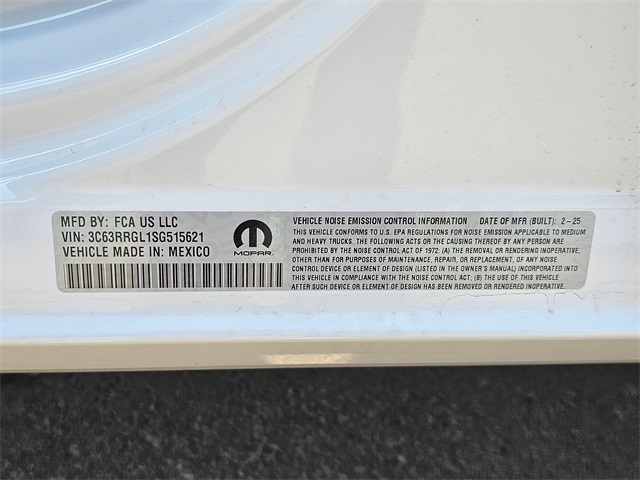 MFD BY: FCA US LLC
VIN: 3C63RRGL1SG515621
VEHICLE MADE IN: MEXICO
MOPAR.
VEHICLE NOISE EMISSION CONTROL INFORMATION DATE OF MFR (BUILT): 2-25
THIS VEHICLE CONFORMS TO U.S. EPA REGULATIONS FOR NOISE EMISSION APPLICABLE TO MEDIUM
AND HEAVY TRUCKS. THE FOLLOWING ACTS OR THE CAUSING THEREOF BY ANY PERSON ARE
PROHIBITED BY THE NOISE CONTROL ACT OF 1972: (A) THE REMOVAL OR RENDERING INOPERATIVE,
OTHER THAN FOR PURPOSES OF MAINTENANCE, REPAIR, OR REPLACEMENT, OF ANY NOISE
CONTROL DEVICE OR ELEMENT OF DESIGN (LISTED IN THE OWNER'S MANUAL) INCORPORATED INTO
THIS VEHICLE IN COMPLIANCE WITH THE NOISE CONTROL ACT; (B) THE USE OF THIS VEHICLE
AFTER SUCH DEVICE OR ELEMENT OF DESIGN HAS BEEN REMOVED OR RENDERED INOPERATIVE.